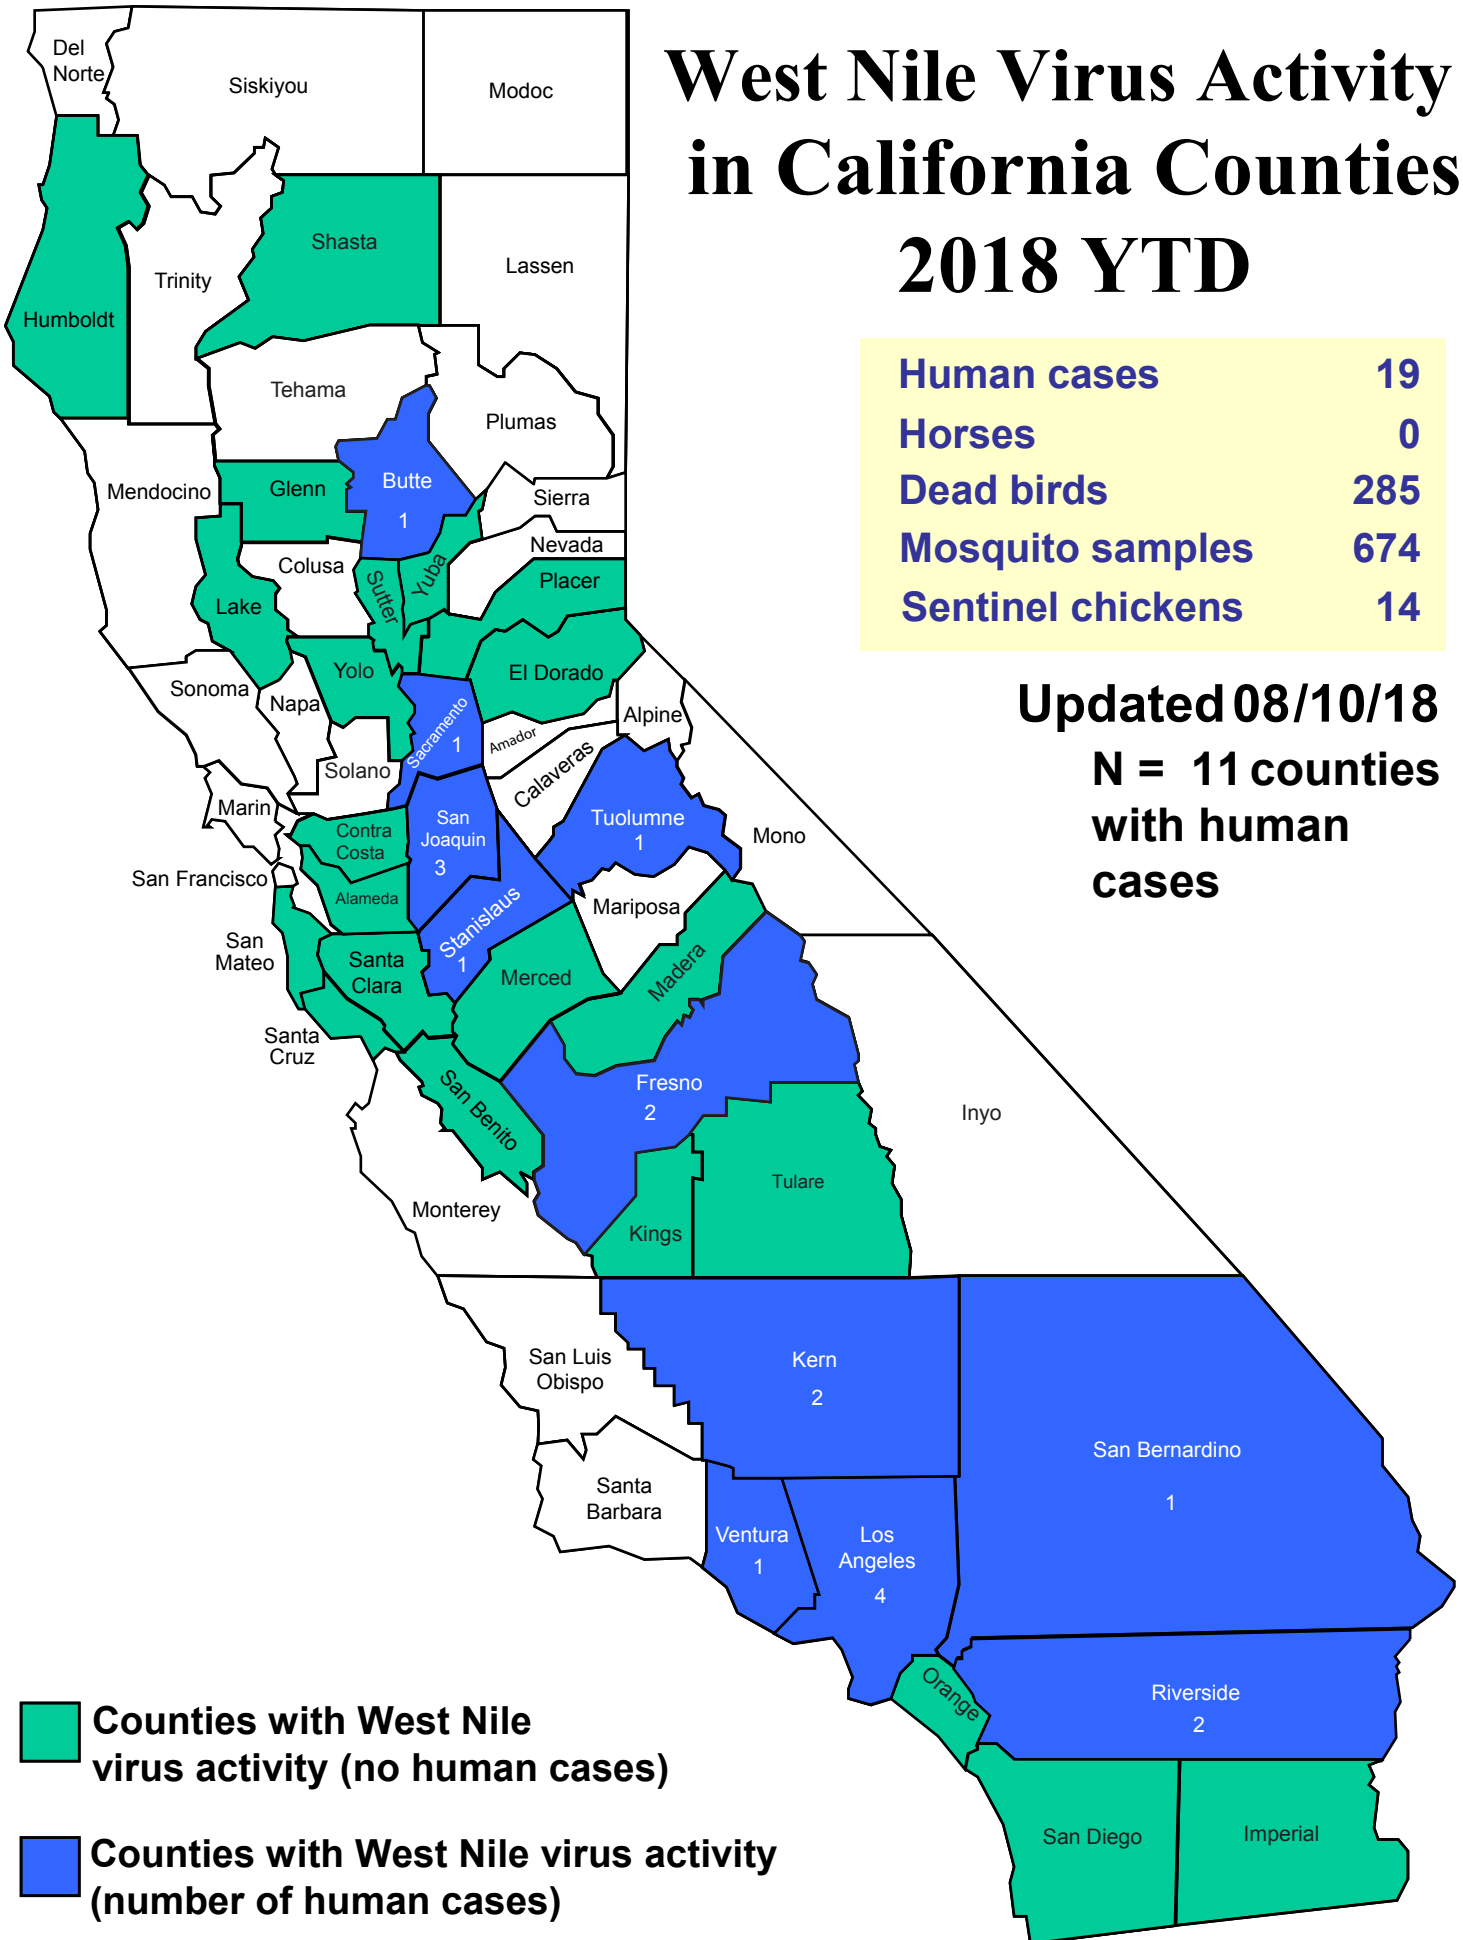 West Nile Virus Activity
in California Counties
2018 YTD
Human cases 19
Horses 0
Dead birds 285
Mosquito samples 674
Sentinel chickens 14
Updated 08/10/18
N = 11 counties
with human
cases
Del
Norte
Siskiyou
Modoc
Shasta
Lassen
Trinity
Humboldt
Tehama
Plumas
Mendocino
Glenn
Butte
1
Sierra
Nevada
Colusa
Sutter
Yuba
Placer
Lake
Yolo
El Dorado
Sonoma
Napa
Sacramento
1
Amador
Alpine
Solano
Calaveras
Marin
Contra
Costa
San
Joaquin
3
Tuolumne
1
Mono
San Francisco
Alameda
Stanislaus
1
Mariposa
San
Mateo
Santa
Clara
Merced
Madera
Santa
Cruz
San Benito
Fresno
2
Inyo
Monterey
Kings
Tulare
San Luis
Obispo
Kern
2
San Bernardino
1
Santa
Barbara
Ventura
1
Los
Angeles
4
Orange
Riverside
2
San Diego
Imperial
Counties with West Nile
virus activity (no human cases)
Counties with West Nile virus activity
(number of human cases)